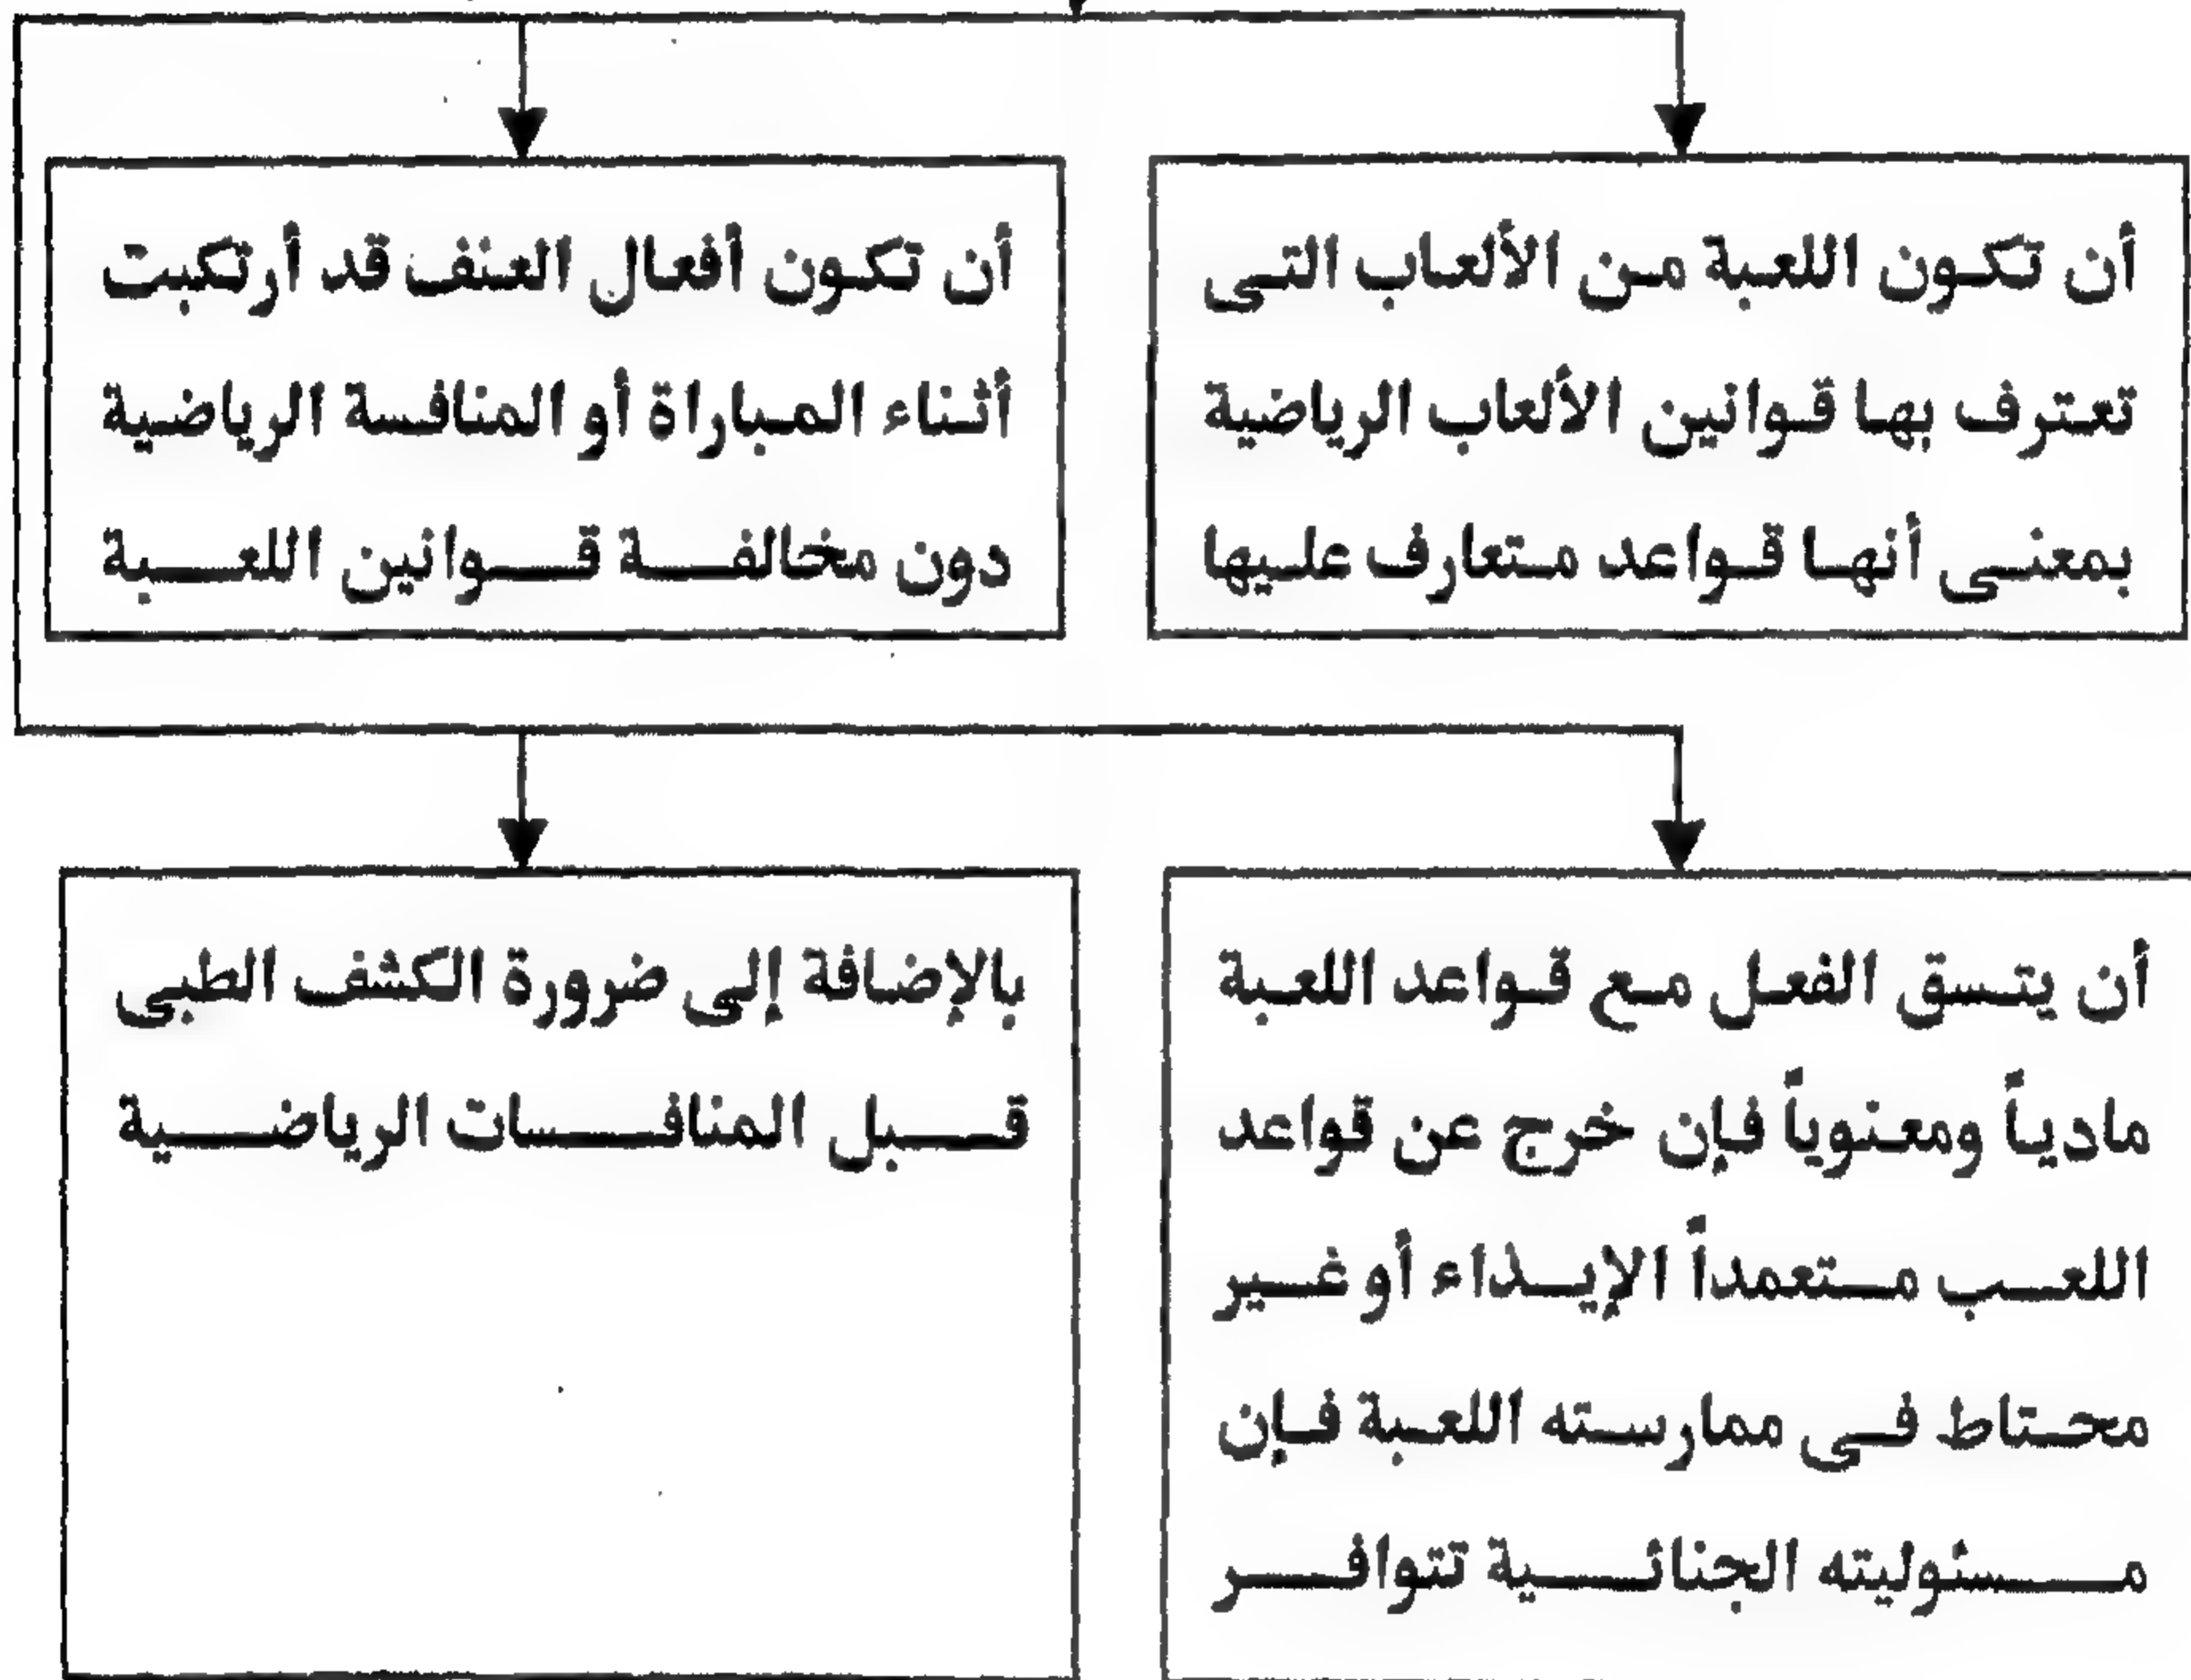 أن تكون اللعبة من الألعاب التى
تعترف بها قوانين الألعاب الرياضية
بمعنى أنها قواعد متعارف عليها
أن تكون أفعال العنف قد أرتكبت
أثناء المباراة أو المنافسة الرياضية
دون مخالفة قوانين اللعبة
أن يتسق الفعل مع قواعد اللعبة
مادياً ومعنوياً فإن خرج عن قواعد
اللعب متعمداً الإيذاء أو غير
محتاط فى ممارسته اللعبة فإن
مسئوليته الجنائية تتوافر
بالإضافة إلى ضرورة الكشف الطبى
قبل المنافسات الرياضية